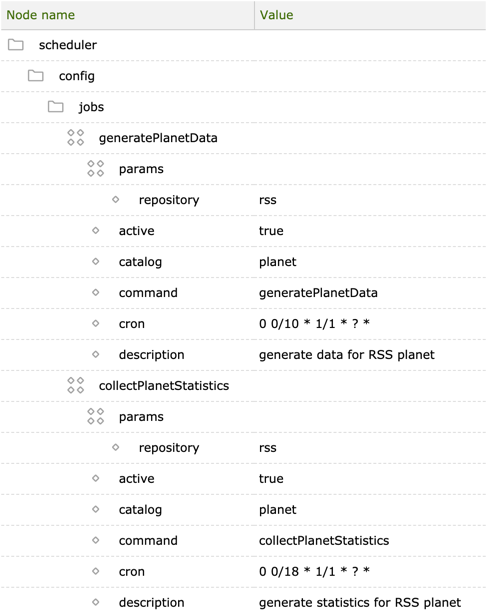 Node name Value
scheduler
config
jobs
generatePlanetData
params
repository rss
active true
catalog planet
command generatePlanetData
cron 0 0/10 * 1/1 * ? *
description generate data for RSS planet
collectPlanetStatistics
params
repository rss
active true
catalog planet
command collectPlanetStatistics
cron 0 0/18 * 1/1 * ? *
description generate statistics for RSS planet